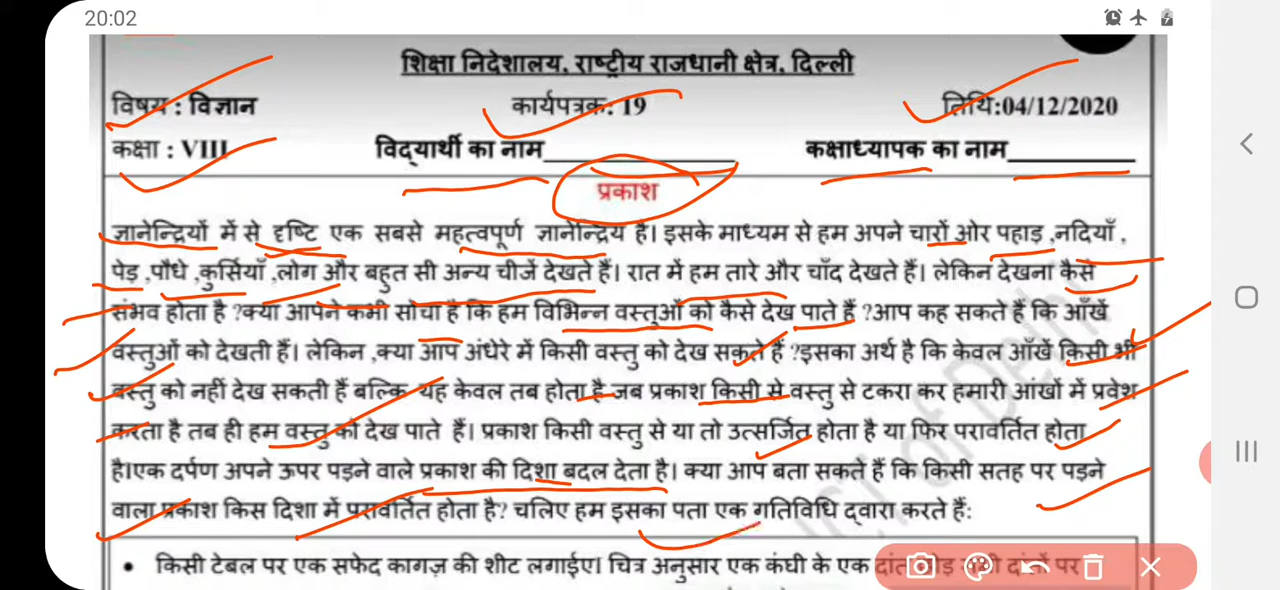 20:02
शिक्षा निदेशालय, राष्ट्रीय राजधानी क्षेत्र, दिल्ली
विषय : विज्ञान कार्यपत्रक: 19 तिथि:04/12/2020
कक्षा : VIII विद्यार्थी का नाम____________ कक्षाध्यापक का नाम________
प्रकाश
ज्ञानेन्द्रियों में से दृष्टि एक सबसे महत्वपूर्ण ज्ञानेन्द्रिय है। इसके माध्यम से हम अपने चारों ओर पहाड़ ,नदियाँ ,
पेड़ ,पौधे ,कुर्सियाँ ,लोग और बहुत सी अन्य चीजें देखते हैं। रात में हम तारे और चाँद देखते हैं। लेकिन देखना कैसे
संभव होता है ?क्या आपने कभी सोचा है कि हम विभिन्न वस्तुओं को कैसे देख पाते हैं ?आप कह सकते हैं कि आँखें
वस्तुओं को देखती हैं। लेकिन ,क्या आप अंधेरे में किसी वस्तु को देख सकते हैं ?इसका अर्थ है कि केवल आँखें किसी भी
वस्तु को नहीं देख सकती हैं बल्कि यह केवल तब होता है जब प्रकाश किसी से वस्तु से टकरा कर हमारी आंखों में प्रवेश
करता है तब ही हम वस्तु को देख पाते हैं। प्रकाश किसी वस्तु से या तो उत्सर्जित होता है या फिर परावर्तित होता
है।एक दर्पण अपने ऊपर पड़ने वाले प्रकाश की दिशा बदल देता है। क्या आप बता सकते हैं कि किसी सतह पर पड़ने
वाला प्रकाश किस दिशा में परावर्तित होता है? चलिए हम इसका पता एक गतिविधि द्वारा करते हैं:
• किसी टेबल पर एक सफेद कागज़ की शीट लगाईए। चित्र अनुसार एक कंघी के एक दांत पर